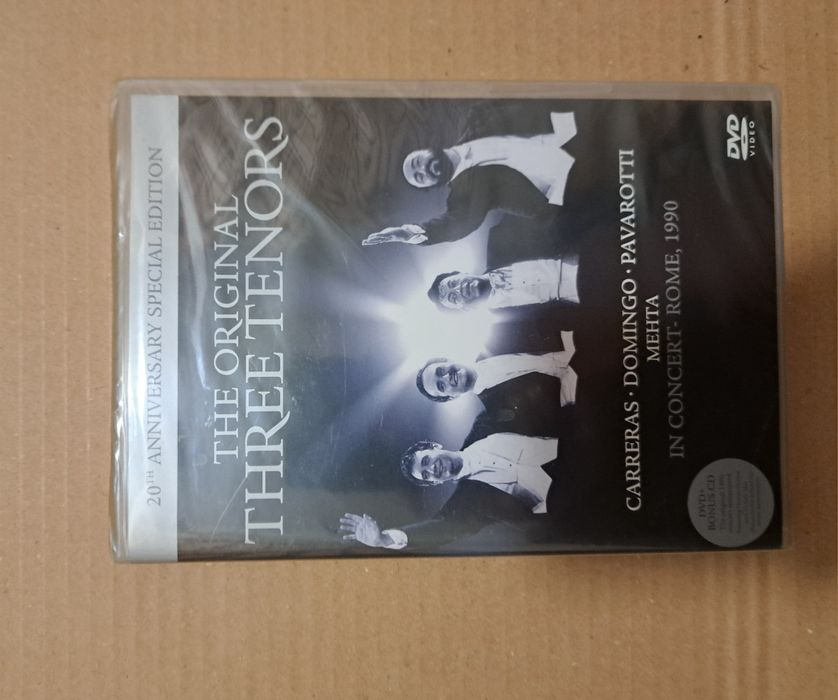 20TH ANNIVERSARY SPECIAL EDITION
THE ORIGINAL
THREE TENORS
CARRERAS · DOMINGO · PAVAROTTI
MEHTA
IN CONCERT- ROME, 1990
DVD+
BONUS CD
DVD
VIDEO